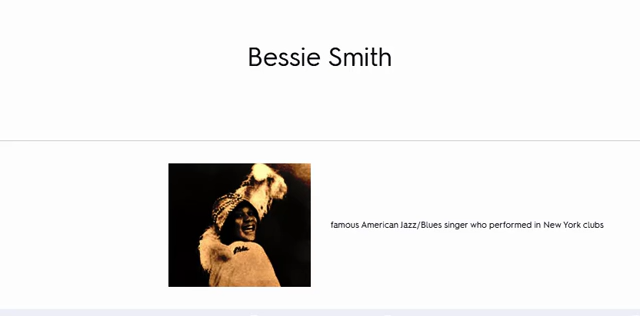 Bessie Smith
famous American Jazz/Blues singer who performed in New York clubs